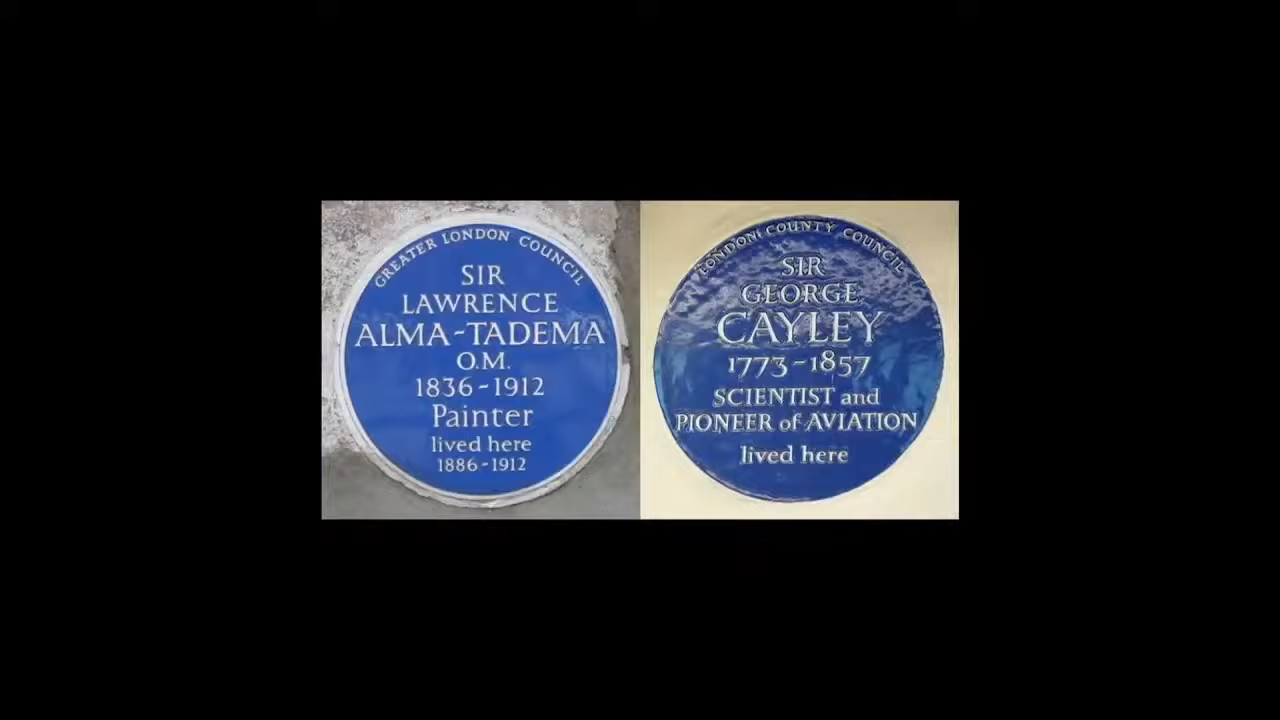 GREATER LONDON COUNCIL
SIR
LAWRENCE
ALMA-TADEMA
O.M.
1836-1912
Painter
lived here
1886-1912
LONDON COUNTY COUNCIL
SIR
GEORGE
CAYLEY
1773-1857
SCIENTIST and
PIONEER of AVIATION
lived here